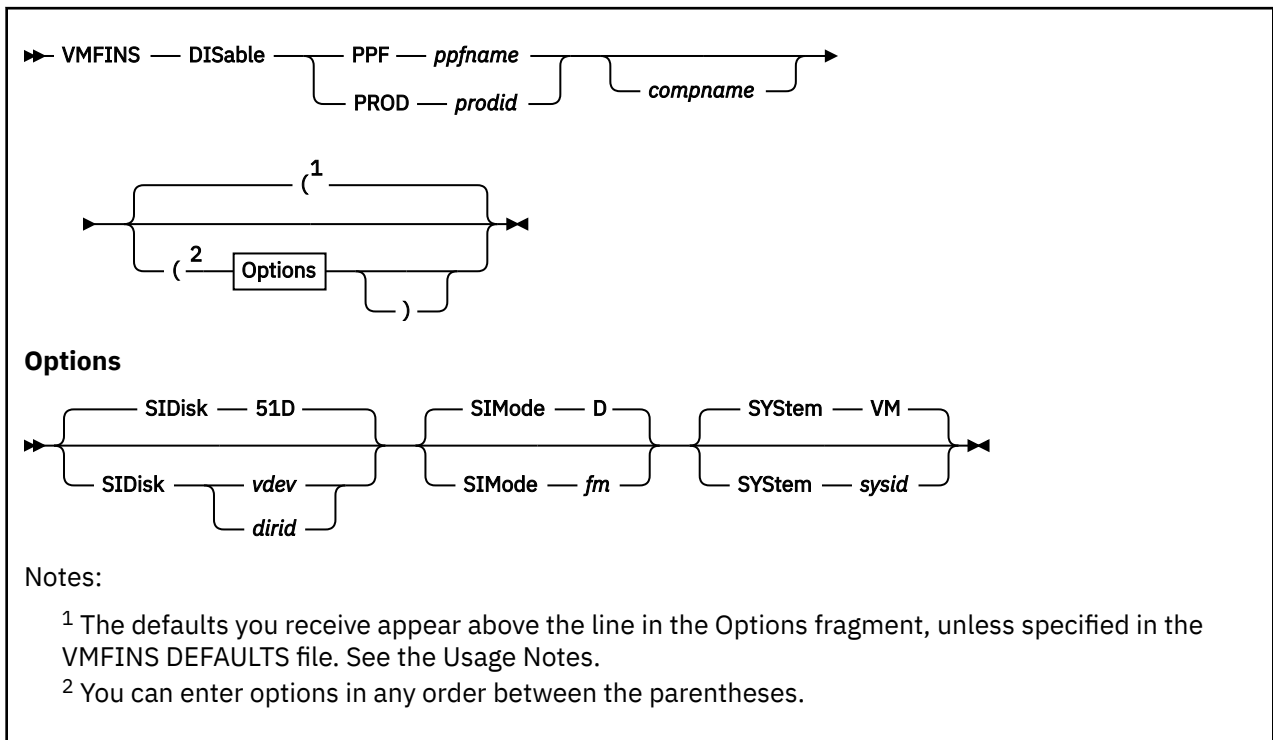 VMFINS DISable PPF ppfname
PROD prodid compname
( 1
( 2 Options )
Options
SIDisk 51D SIMode D SYStem VM
SIDisk vdev SIMode fm SYStem sysid
dirid
Notes:
1 The defaults you receive appear above the line in the Options fragment, unless specified in the
VMFINS DEFAULTS file. See the Usage Notes.
2 You can enter options in any order between the parentheses.